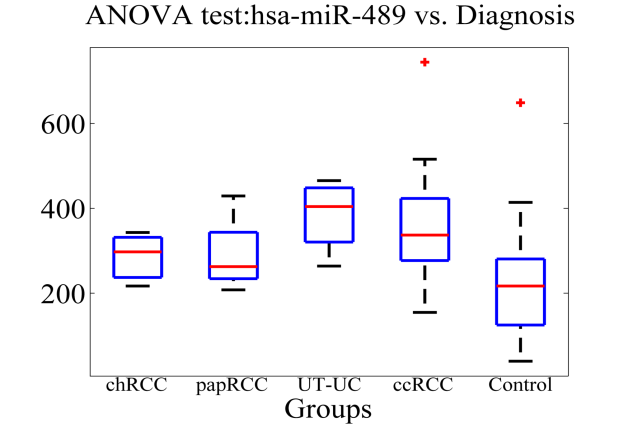 ANOVA test:hsa-miR-489 vs. Diagnosis
600
400
200
chRCC papRCC UT-UC ccRCC Control
Groups